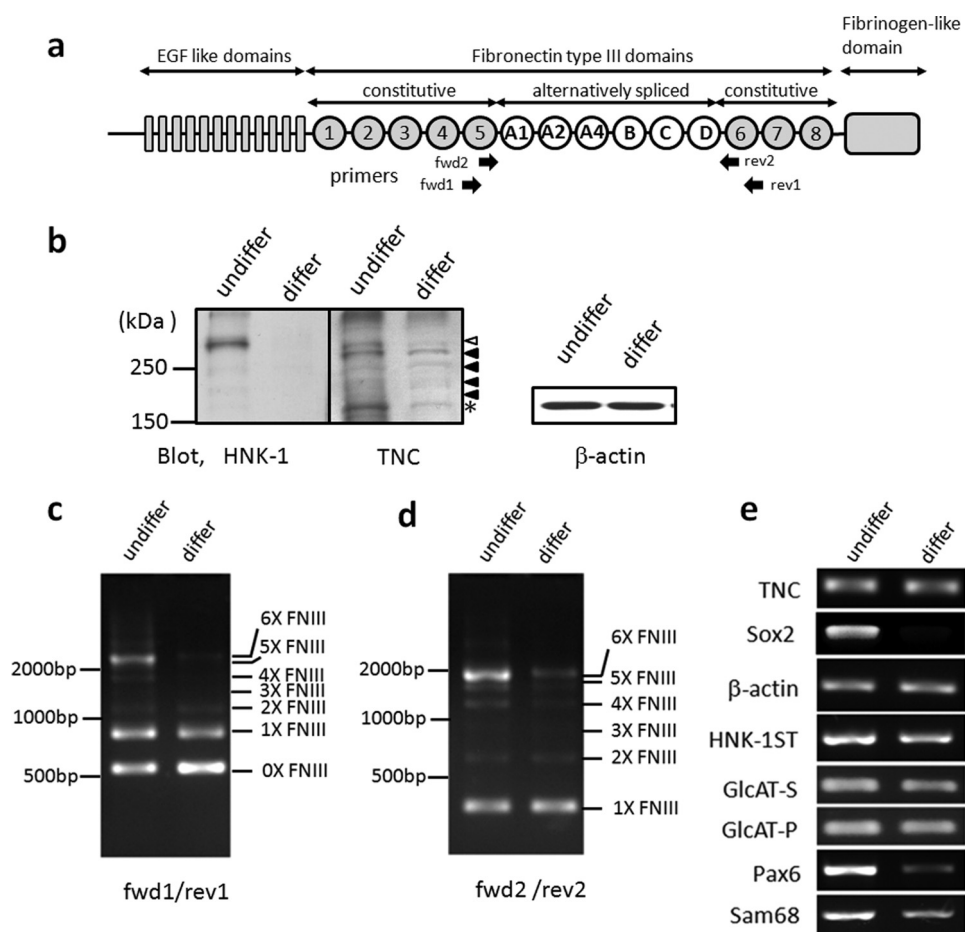 a
EGF like domains
Fibronectin type III domains
Fibrinogen-like
domain
constitutive
alternatively spliced
constitutive
1 2 3 4 5 A1 A2 A4 B C D 6 7 8
primers
fwd2
fwd1
rev2
rev1
b
undiffer
differ
undiffer
differ
undiffer
differ
(kDa )
250
150
*
Blot, HNK-1
TNC
β-actin
c
undiffer
differ
2000bp
1000bp
500bp
6X FNIII
5X FNIII
4X FNIII
3X FNIII
2X FNIII
1X FNIII
0X FNIII
fwd1/rev1
d
undiffer
differ
2000bp
1000bp
500bp
6X FNIII
5X FNIII
4X FNIII
3X FNIII
2X FNIII
1X FNIII
fwd2 /rev2
e
undiffer
differ
TNC
Sox2
β-actin
HNK-1ST
GlcAT-S
GlcAT-P
Pax6
Sam68